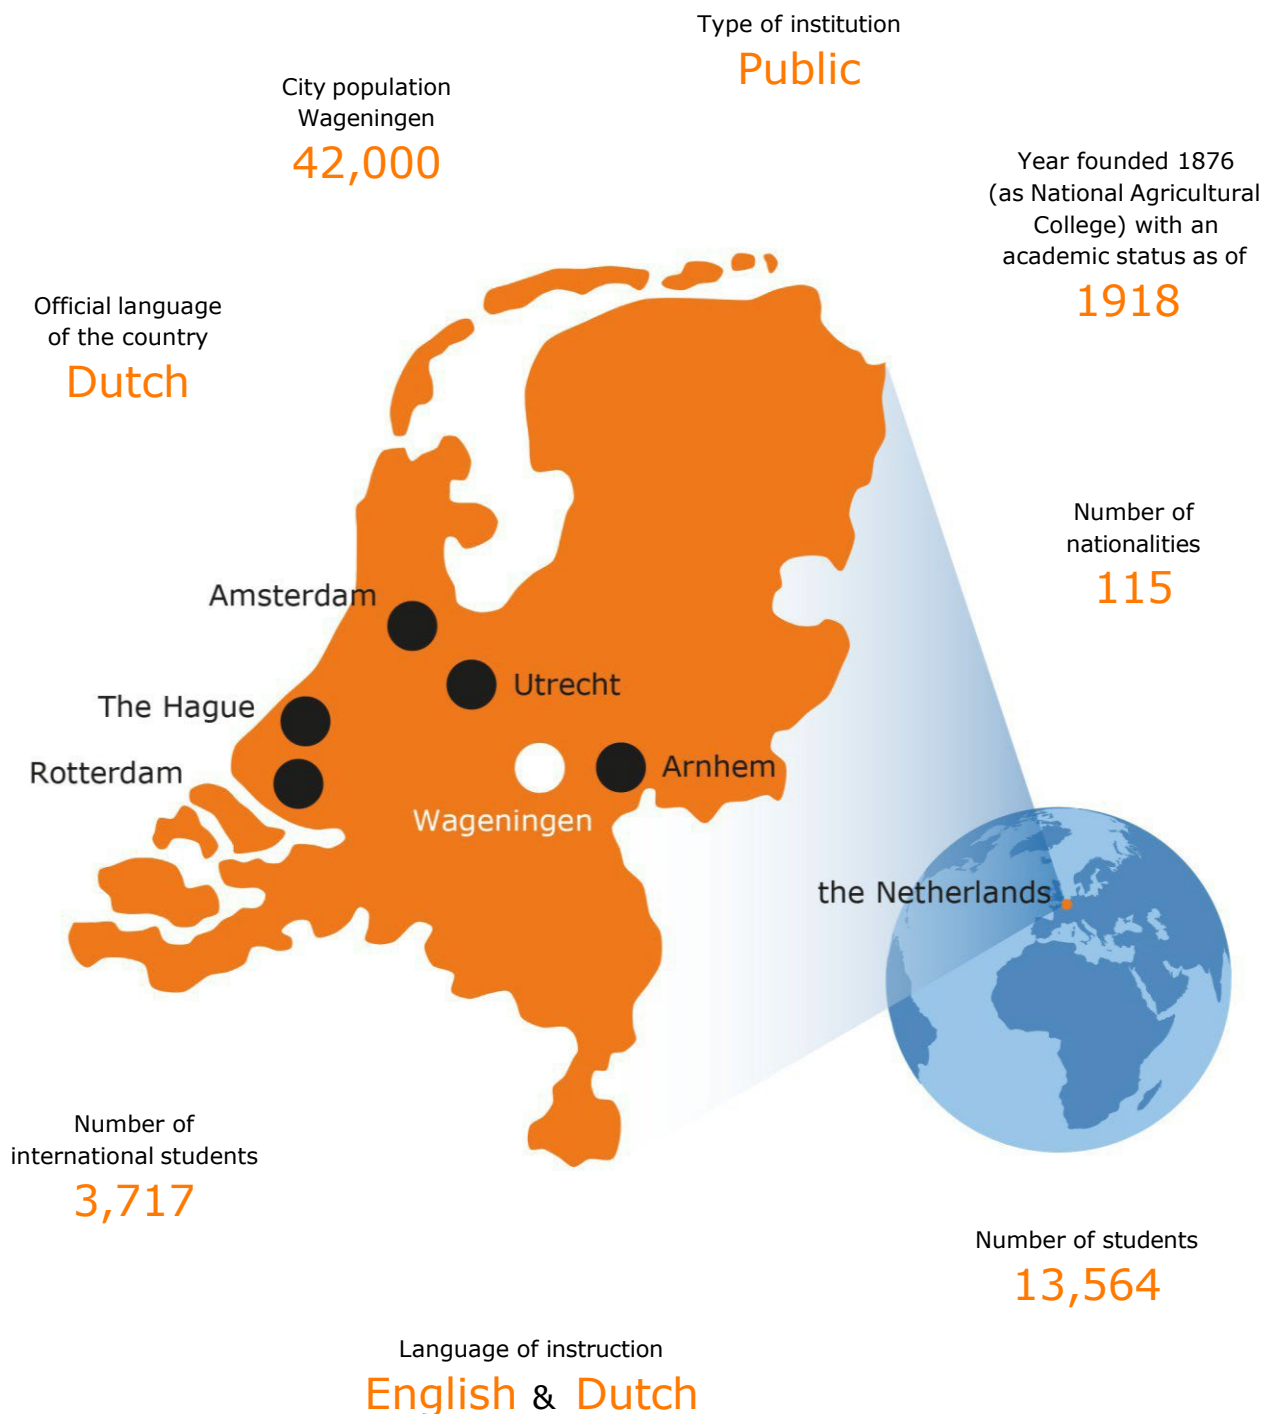 Type of institution
Public
City population
Wageningen
42,000
Year founded 1876
(as National Agricultural
College) with an
academic status as of
1918
Official language
of the country
Dutch
Number of
nationalities
115
Amsterdam
Utrecht
The Hague
Rotterdam
Arnhem
Wageningen
the Netherlands
Number of
international students
3,717
Number of students
13,564
Language of instruction
English & Dutch